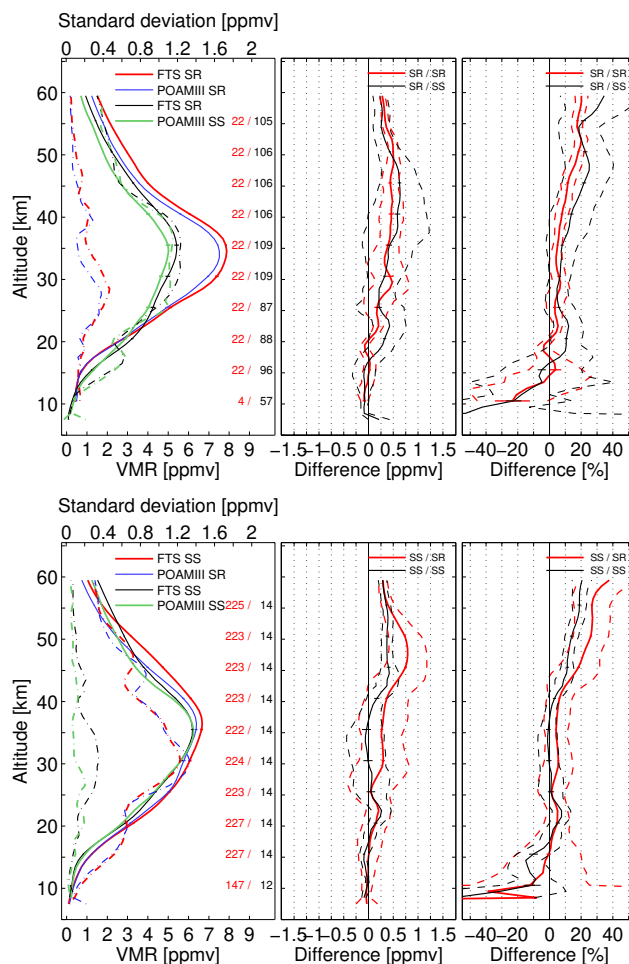 Standard deviation [ppmv]
0 0.4 0.8 1.2 1.6 2
FTS SR
POAMIII SR
FTS SR
POAMIII SS
SR / SR
SR / SS
SR / SR
SR / SS
60
50
40
30
20
10
Altitude [km]
22 / 105
22 / 106
22 / 106
22 / 106
22 / 109
22 / 109
22 / 87
22 / 88
22 / 96
4 / 57
0 1 2 3 4 5 6 7 8 9 10
VMR [ppmv]
−1.5 −1 −0.5 0 0.5 1 1.5
Difference [ppmv]
−40 −20 0 20 40
Difference [%]
Standard deviation [ppmv]
0 0.4 0.8 1.2 1.6 2
FTS SS
POAMIII SR
FTS SS
POAMIII SS
SS / SR
SS / SS
SS / SR
SS / SS
60
50
40
30
20
10
Altitude [km]
225 / 14
223 / 14
223 / 14
223 / 14
222 / 14
224 / 14
223 / 14
227 / 14
227 / 14
147 / 12
0 1 2 3 4 5 6 7 8 9 10
VMR [ppmv]
−1.5 −1 −0.5 0 0.5 1 1.5
Difference [ppmv]
−40 −20 0 20 40
Difference [%]